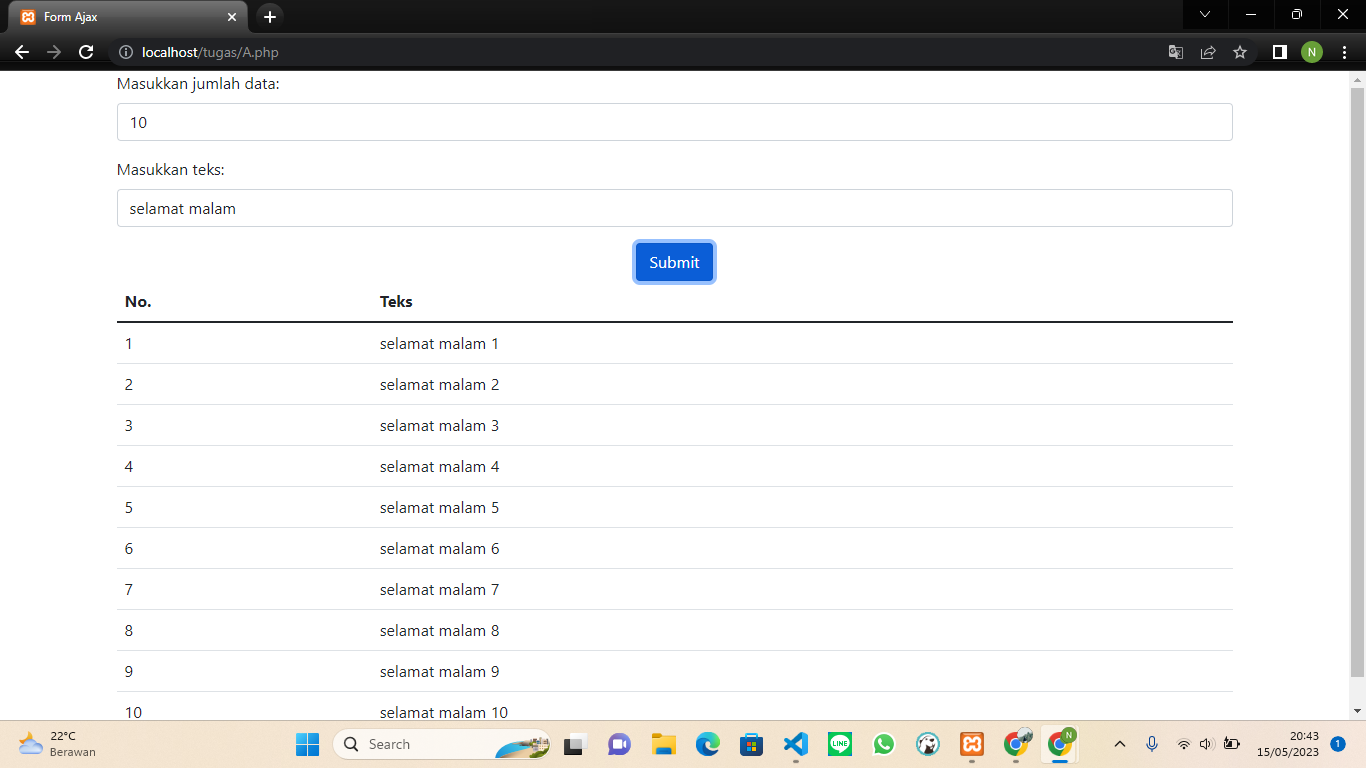 Form Ajax
localhost/tugas/A.php
N
Masukkan jumlah data:
10
Masukkan teks:
selamat malam
Submit
No. Teks
1 selamat malam 1
2 selamat malam 2
3 selamat malam 3
4 selamat malam 4
5 selamat malam 5
6 selamat malam 6
7 selamat malam 7
8 selamat malam 8
9 selamat malam 9
10 selamat malam 10
22°C
Berawan
Search
LINE
N
20:43
15/05/2023
1